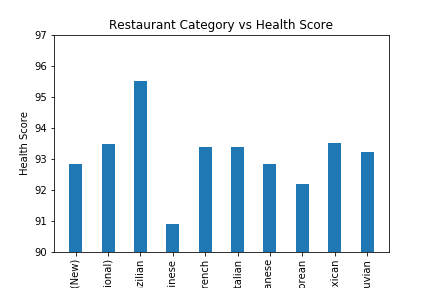 Restaurant Category vs Health Score
97
96
95
94
93
92
91
90
Health Score
(New)
ional)
zilian
inese
rench
talian
anese
orean
xican
uvian